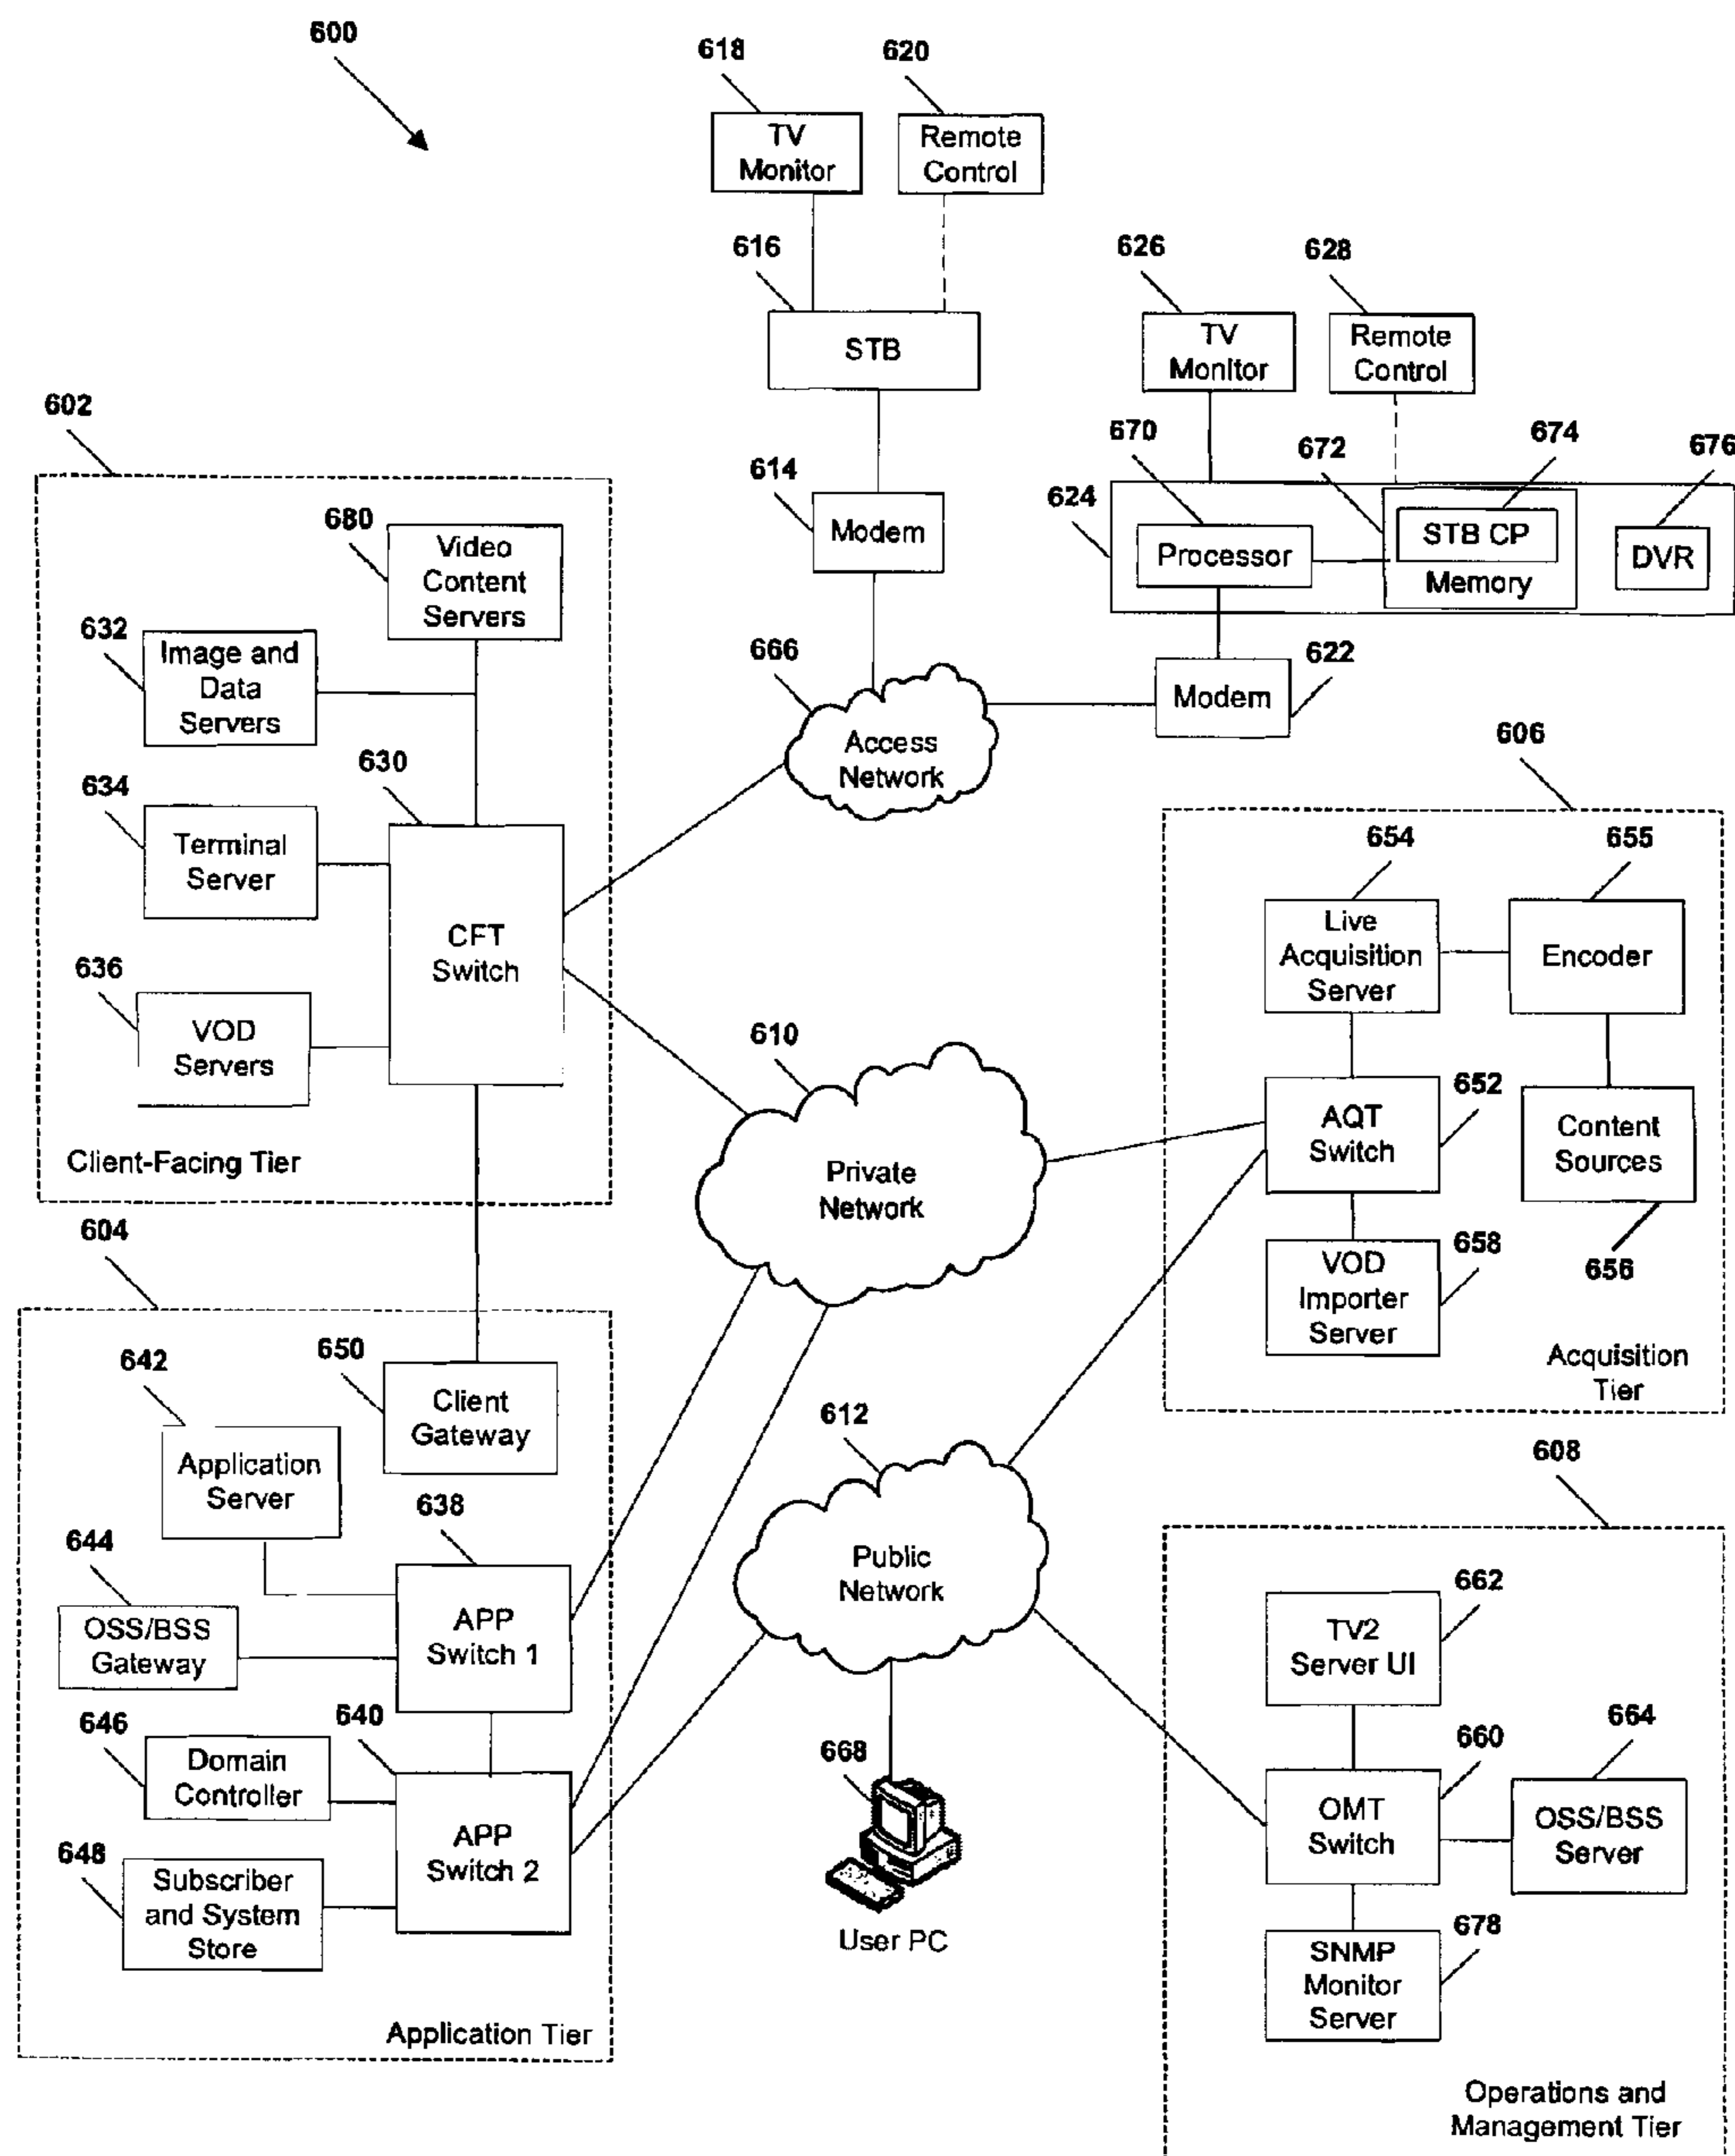 600
618
620
TV
Monitor
Remote
Control
616
STB
626
628
TV
Monitor
Remote
Control
602
614
Modem
670
672
674
676
624
Processor
STB CP
Memory
DVR
680
Video
Content
Servers
632
Image and
Data
Servers
666
Access
Network
622
Modem
634
Terminal
Server
630
CFT
Switch
636
VOD
Servers
Client-Facing Tier
606
654
655
Live
Acquisition
Server
Encoder
610
Private
Network
652
AQT
Switch
Content
Sources
656
658
VOD
Importer
Server
Acquisition
Tier
604
642
650
Client
Gateway
Application
Server
638
644
OSS/BSS
Gateway
APP
Switch 1
646
640
Domain
Controller
648
Subscriber
and System
Store
APP
Switch 2
Application Tier
612
Public
Network
668
User PC
608
662
TV2
Server UI
660
664
OMT
Switch
OSS/BSS
Server
678
SNMP
Monitor
Server
Operations and
Management Tier